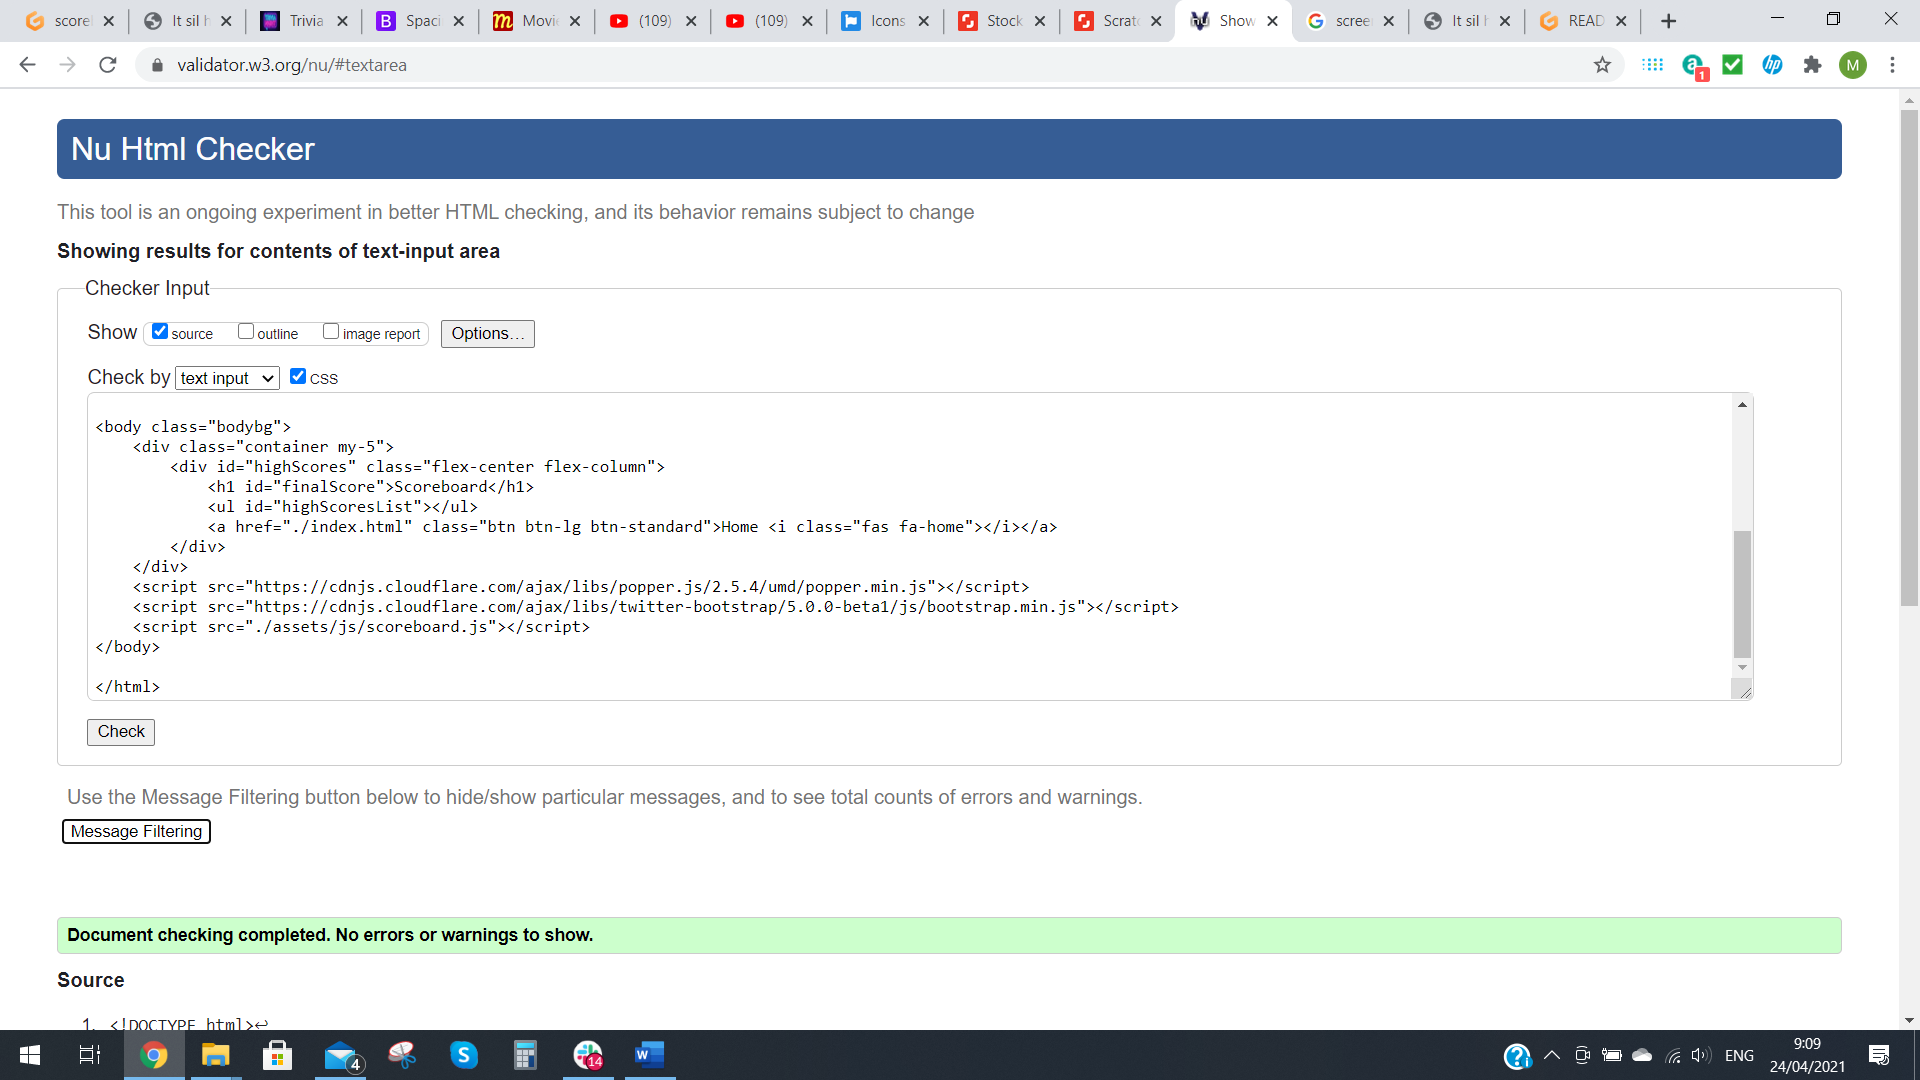 scorel
It sil h
Trivia
Spaci
Movie
(109)
(109)
Icons
Stock
Scrat
Show
scree
It sil h
READ
validator.w3.org/nu/#textarea
1
M
Nu Html Checker
This tool is an ongoing experiment in better HTML checking, and its behavior remains subject to change
Showing results for contents of text-input area
Checker Input
Show source outline image report Options...
Check by text input CSS
<body class="bodybg">
<div class="container my-5">
<div id="highScores" class="flex-center flex-column">
<h1 id="finalScore">Scoreboard</h1>
<ul id="highScoresList"></ul>
<a href="./index.html" class="btn btn-lg btn-standard">Home <i class="fas fa-home"></i></a>
</div>
</div>
<script src="https://cdnjs.cloudflare.com/ajax/libs/popper.js/2.5.4/umd/popper.min.js"></script>
<script src="https://cdnjs.cloudflare.com/ajax/libs/twitter-bootstrap/5.0.0-beta1/js/bootstrap.min.js"></script>
<script src="./assets/js/scoreboard.js"></script>
</body>
</html>
Check
Use the Message Filtering button below to hide/show particular messages, and to see total counts of errors and warnings.
Message Filtering
Document checking completed. No errors or warnings to show.
Source
1. <!DOCTYPE html>↩
4
14
ENG
9:09
24/04/2021